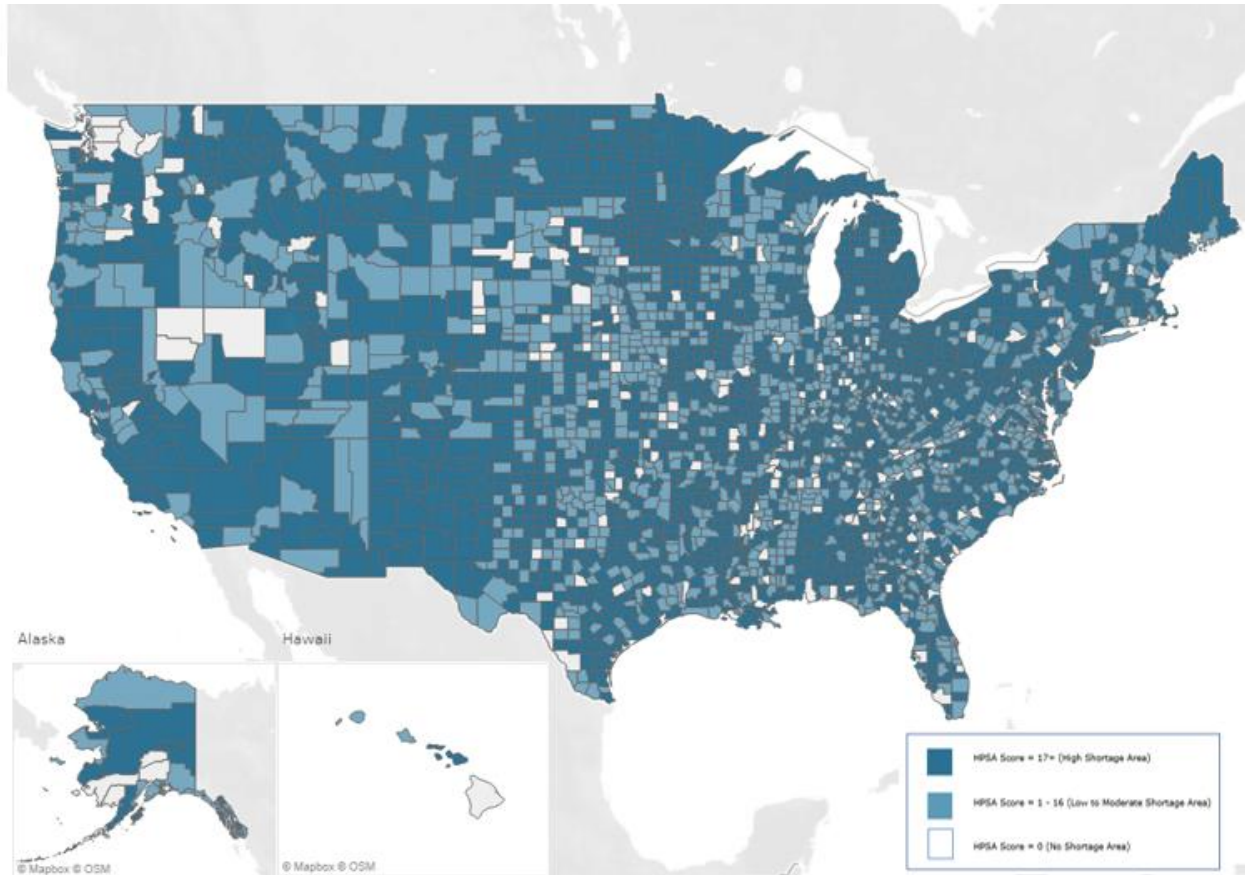 Alaska
Hawaii
© Mapbox © OSM
© Mapbox © OSM
HPSA Score = 17+ (High Shortage Area)
HPSA Score = 1 - 16 (Low to Moderate Shortage Area)
HPSA Score = 0 (No Shortage Area)